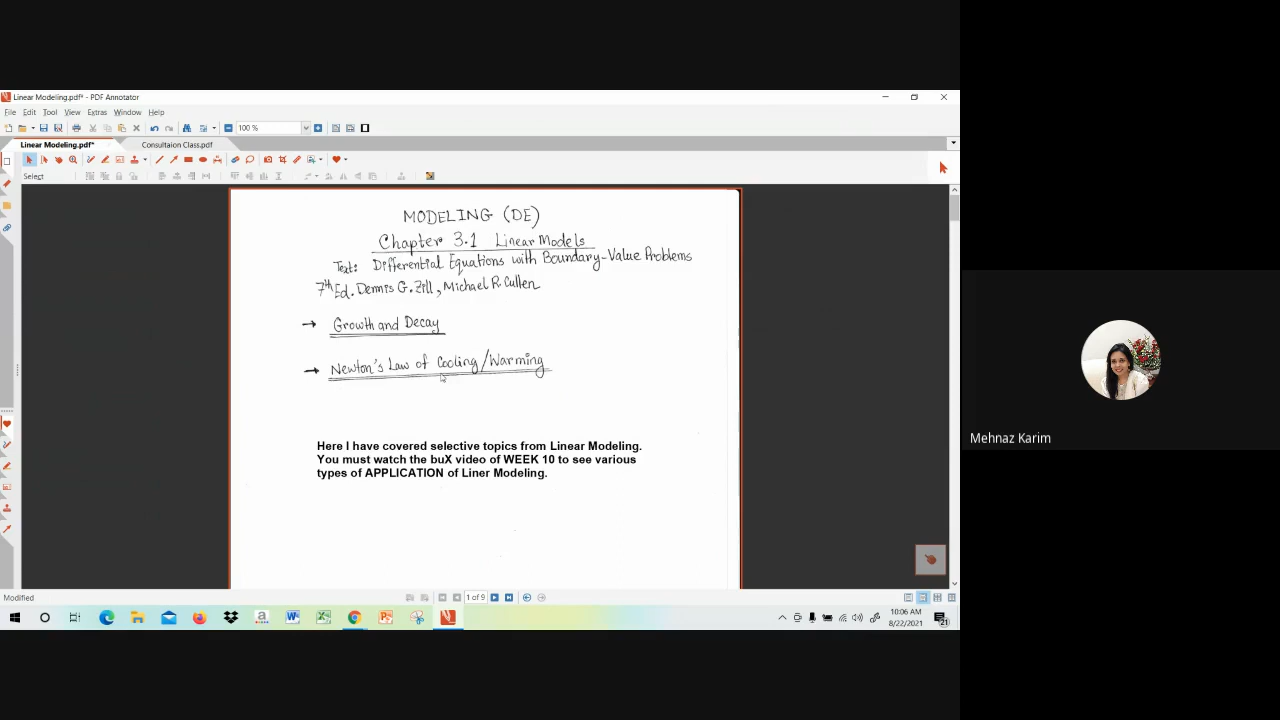 Linear Modeling.pdf* - PDF Annotator
File Edit Tool View Extras Window Help
100 %
Linear Modeling.pdf* Consultaion Class.pdf
Select
MODELING (DE)
Chapter 3.1 Linear Models
Text: Differential Equations with Boundary-Value Problems
7th Ed. Dennis G. Zill, Michael R. Cullen
→ Growth and Decay
→ Newton's Law of Cooling/Warming
Here I have covered selective topics from Linear Modeling.
You must watch the buX video of WEEK 10 to see various
types of APPLICATION of Liner Modeling.
Mehnaz Karim
Modified
1 of 9
10:06 AM
8/22/2021
21